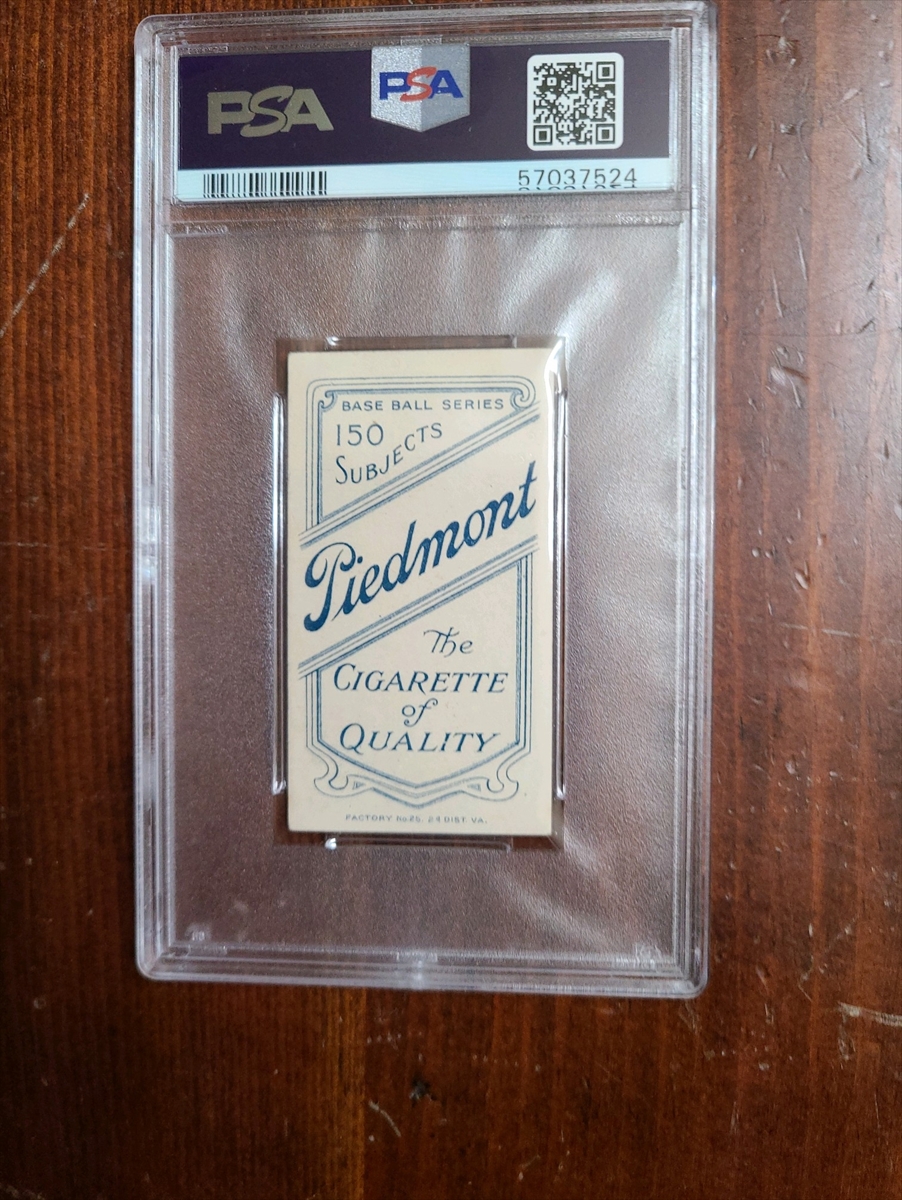 PSA
PSA
57037524
BASE BALL SERIES
150
SUBJECTS
Piedmont
The
CIGARETTE
of
QUALITY
FACTORY No 25. 2d DIST. VA.